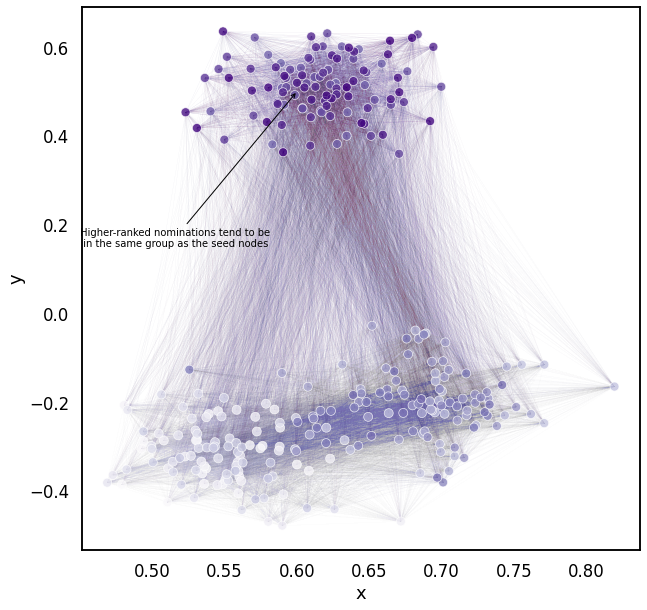 0.6
0.4
0.2
Higher-ranked nominations tend to be
in the same group as the seed nodes
y
0.0
−0.2
−0.4
0.50 0.55 0.60 0.65 0.70 0.75 0.80
x